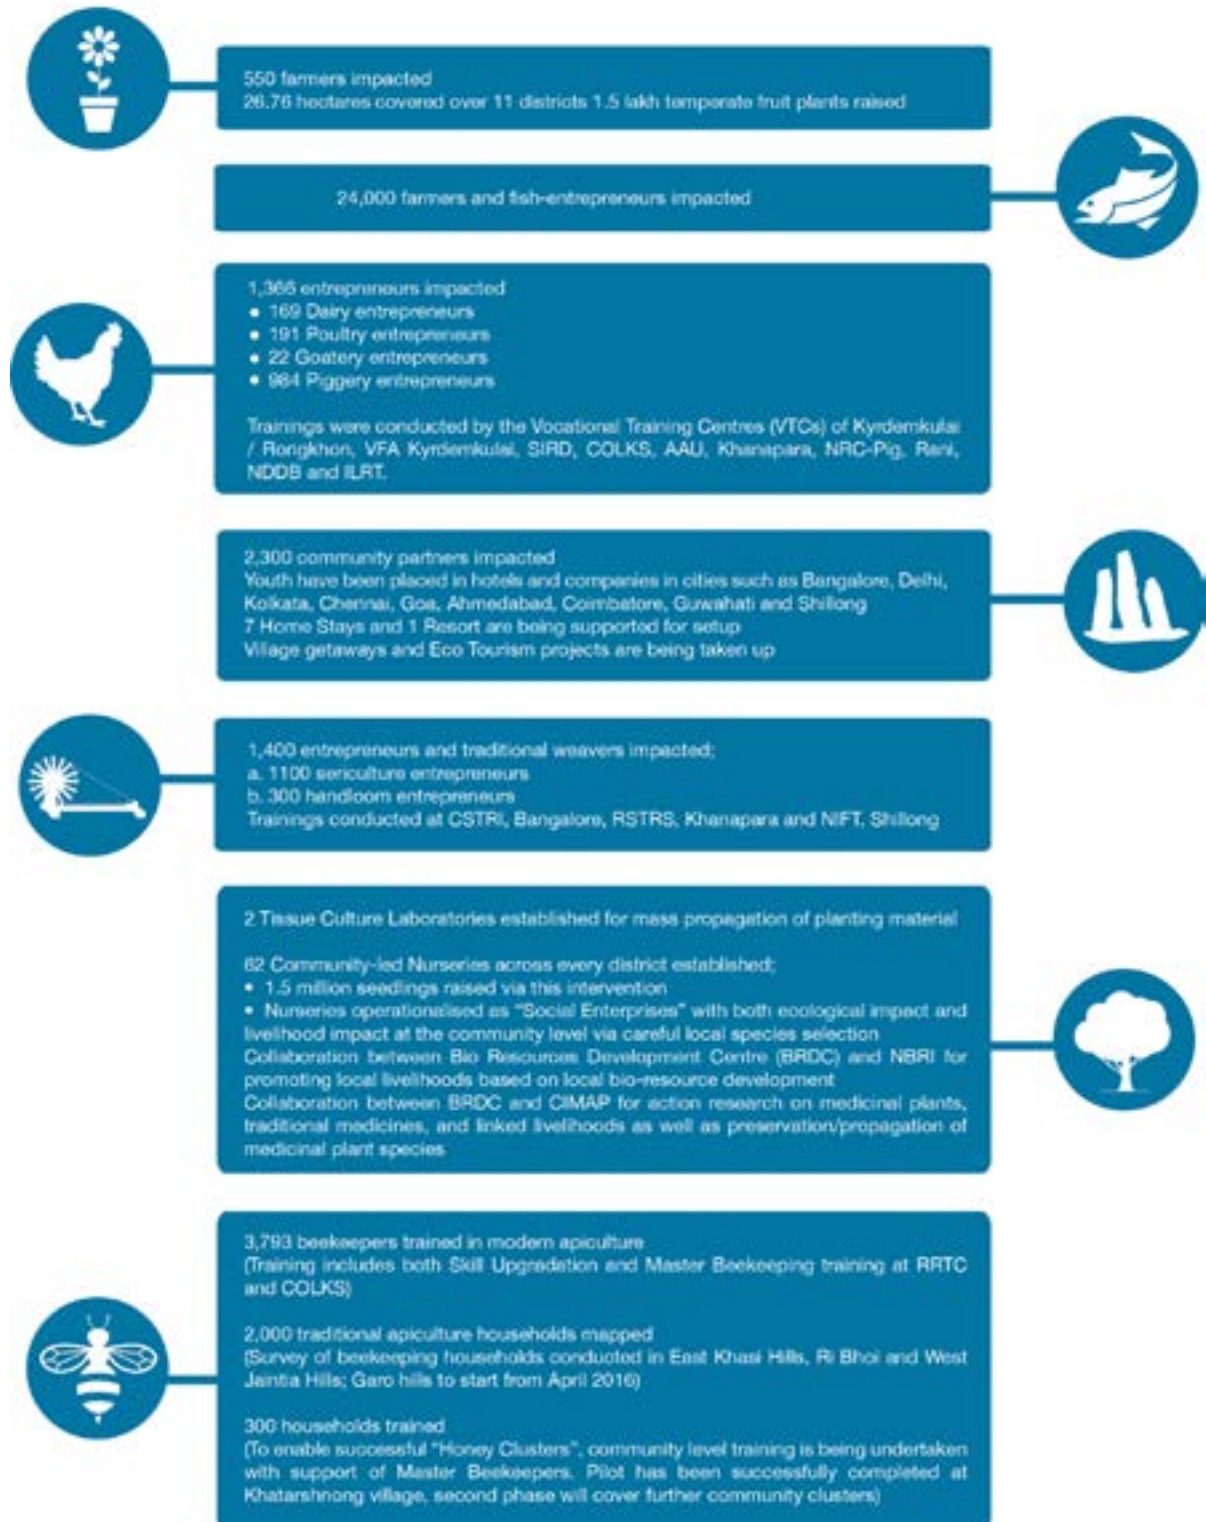 550 farmers impacted
26.76 hectares covered over 11 districts 1.5 lakh temperate fruit plants raised
24,000 farmers and fish-entrepreneurs impacted
1,366 entrepreneurs impacted
• 169 Dairy entrepreneurs
• 191 Poultry entrepreneurs
• 22 Goatery entrepreneurs
• 984 Piggery entrepreneurs
Trainings were conducted by the Vocational Training Centres (VTCs) of Kyrdemkulai
/ Rongkhon, VFA Kyrdemkulai, SIRD, COLKS, AAU, Khanapara, NRC-Pig, Rani,
NDDB and ILRT.
2,300 community partners impacted
Youth have been placed in hotels and companies in cities such as Bangalore, Delhi,
Kolkata, Chennai, Goa, Ahmedabad, Coimbatore, Guwahati and Shillong
7 Home Stays and 1 Resort are being supported for setup
Village getaways and Eco Tourism projects are being taken up
1,400 entrepreneurs and traditional weavers impacted;
a. 1100 sericulture entrepreneurs
b. 300 handloom entrepreneurs
Trainings conducted at CSTRI, Bangalore, RSTRS, Khanapara and NIFT, Shillong
2 Tissue Culture Laboratories established for mass propagation of planting material
62 Community-led Nurseries across every district established;
• 1.5 million seedlings raised via this intervention
• Nurseries operationalised as "Social Enterprises" with both ecological impact and
livelihood impact at the community level via careful local species selection
Collaboration between Bio Resources Development Centre (BRDC) and NBRI for
promoting local livelihoods based on local bio-resource development
Collaboration between BRDC and CIMAP for action research on medicinal plants,
traditional medicines, and linked livelihoods as well as preservation/propagation of
medicinal plant species
3,793 beekeepers trained in modern apiculture
(Training includes both Skill Upgradation and Master Beekeeping training at RRTC
and COLKS)
2,000 traditional apiculture households mapped
(Survey of beekeeping households conducted in East Khasi Hills, Ri Bhoi and West
Jaintia Hills; Garo hills to start from April 2016)
300 households trained
(To enable successful "Honey Clusters", community level training is being undertaken
with support of Master Beekeepers. Pilot has been successfully completed at
Khatarshnong village, second phase will cover further community clusters)